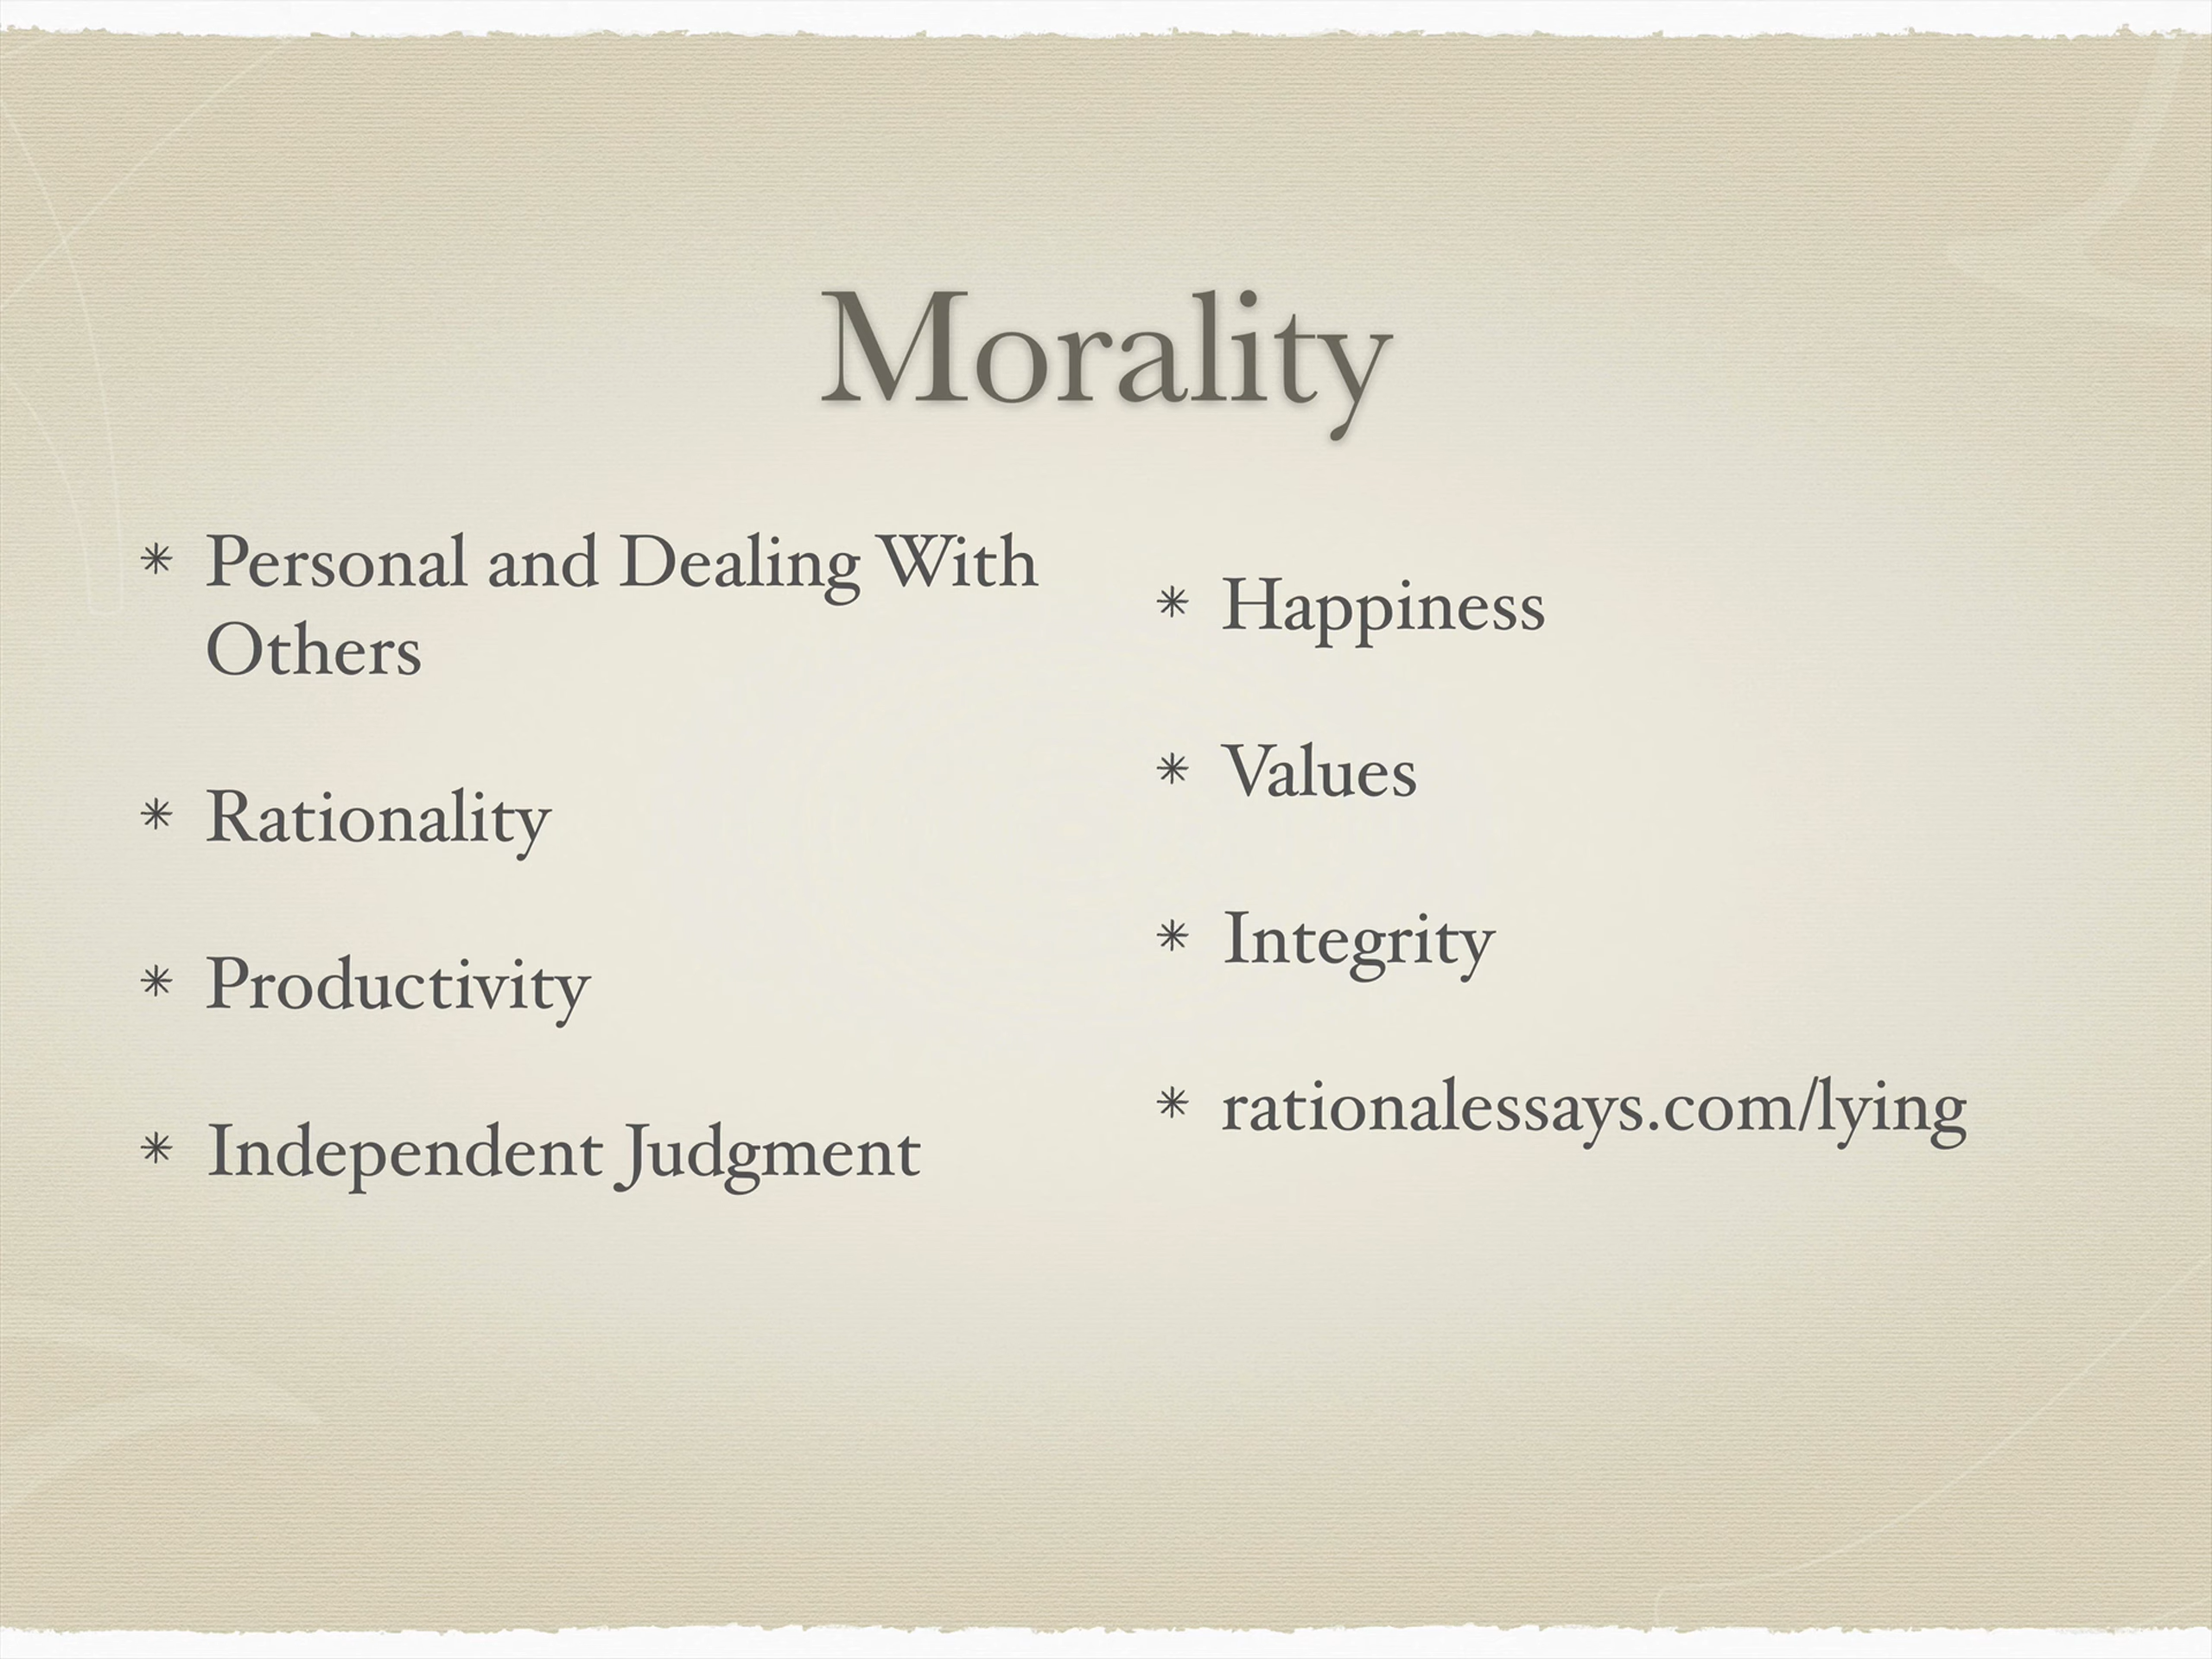 Morality
Personal and Dealing With
Others
Rationality
Productivity
Independent Judgment
Happiness
Values
Integrity
rationalessays.com/lying